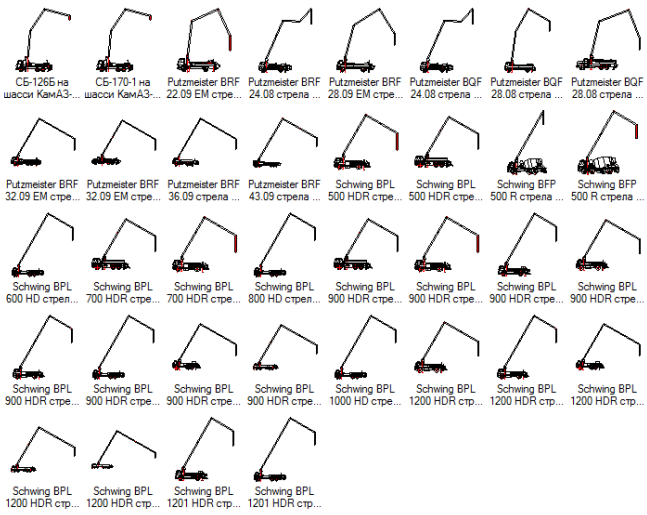 СБ-126Б на
шасси КамАЗ-...
СБ-170-1 на
шасси КамАЗ-...
Putzmeister BRF
22.09 EM стре...
Putzmeister BRF
24.08 стрела ...
Putzmeister BRF
28.09 EM стре...
Putzmeister BQF
24.08 стрела ...
Putzmeister BQF
28.08 стрела ...
Putzmeister BQF
28.08 стрела ...
Putzmeister BRF
32.09 EM стре...
Putzmeister BRF
32.09 EM стре...
Putzmeister BRF
36.09 стрела ...
Putzmeister BRF
43.09 стрела ...
Schwing BPL
500 HDR стре...
Schwing BPL
500 HDR стре...
Schwing BFP
500 R стрела ...
Schwing BFP
500 R стрела ...
Schwing BPL
600 HD стрел...
Schwing BPL
700 HDR стре...
Schwing BPL
700 HDR стре...
Schwing BPL
800 HD стрел...
Schwing BPL
900 HDR стре...
Schwing BPL
900 HDR стре...
Schwing BPL
900 HDR стре...
Schwing BPL
900 HDR стре...
Schwing BPL
900 HDR стре...
Schwing BPL
900 HDR стре...
Schwing BPL
900 HDR стре...
Schwing BPL
900 HDR стре...
Schwing BPL
1000 HD стре...
Schwing BPL
1200 HDR стр...
Schwing BPL
1200 HDR стр...
Schwing BPL
1200 HDR стр...
Schwing BPL
1200 HDR стр...
Schwing BPL
1200 HDR стр...
Schwing BPL
1201 HDR стр...
Schwing BPL
1201 HDR стр...